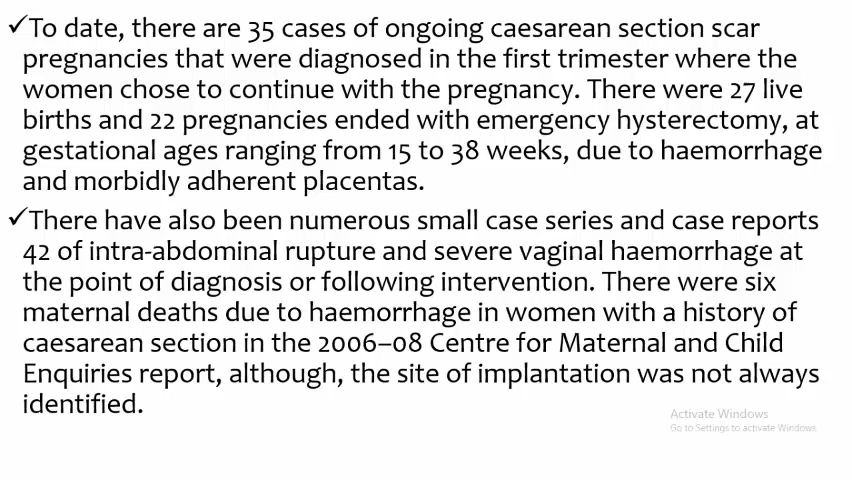 ✓To date, there are 35 cases of ongoing caesarean section scar
pregnancies that were diagnosed in the first trimester where the
women chose to continue with the pregnancy. There were 27 live
births and 22 pregnancies ended with emergency hysterectomy, at
gestational ages ranging from 15 to 38 weeks, due to haemorrhage
and morbidly adherent placentas.
✓There have also been numerous small case series and case reports
42 of intra-abdominal rupture and severe vaginal haemorrhage at
the point of diagnosis or following intervention. There were six
maternal deaths due to haemorrhage in women with a history of
caesarean section in the 2006–08 Centre for Maternal and Child
Enquiries report, although, the site of implantation was not always
identified.
Activate Windows
Go to Settings to activate Windows.